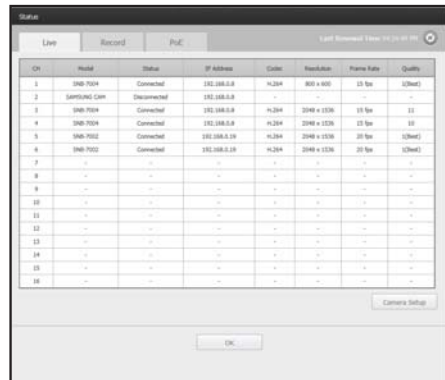 Status
Live Record PoE Last Renewal Time
CH Model Status IP Address Codec Resolution Frame Rate Quality
1 SNB-7004 Connected 192.168.0.8 H.264 800 x 600 15 fps 1(Best)
2 SAMSUNG CAM Disconnected 192.168.0.8 - - - -
3 SNB-7004 Connected 192.168.0.8 H.264 2048 x 1536 15 fps 11
4 SNB-7004 Connected 192.168.0.8 H.264 2048 x 1536 15 fps 10
5 SNB-7002 Connected 192.168.0.19 H.264 2048 x 1536 20 fps 1(Best)
6 SNB-7002 Connected 192.168.0.19 H.264 2048 x 1536 20 fps 1(Best)
7 - - - - - - -
8 - - - - - - -
9 - - - - - - -
10 - - - - - - -
11 - - - - - - -
12 - - - - - - -
13 - - - - - - -
14 - - - - - - -
15 - - - - - - -
16 - - - - - - -
Camera Setup
OK